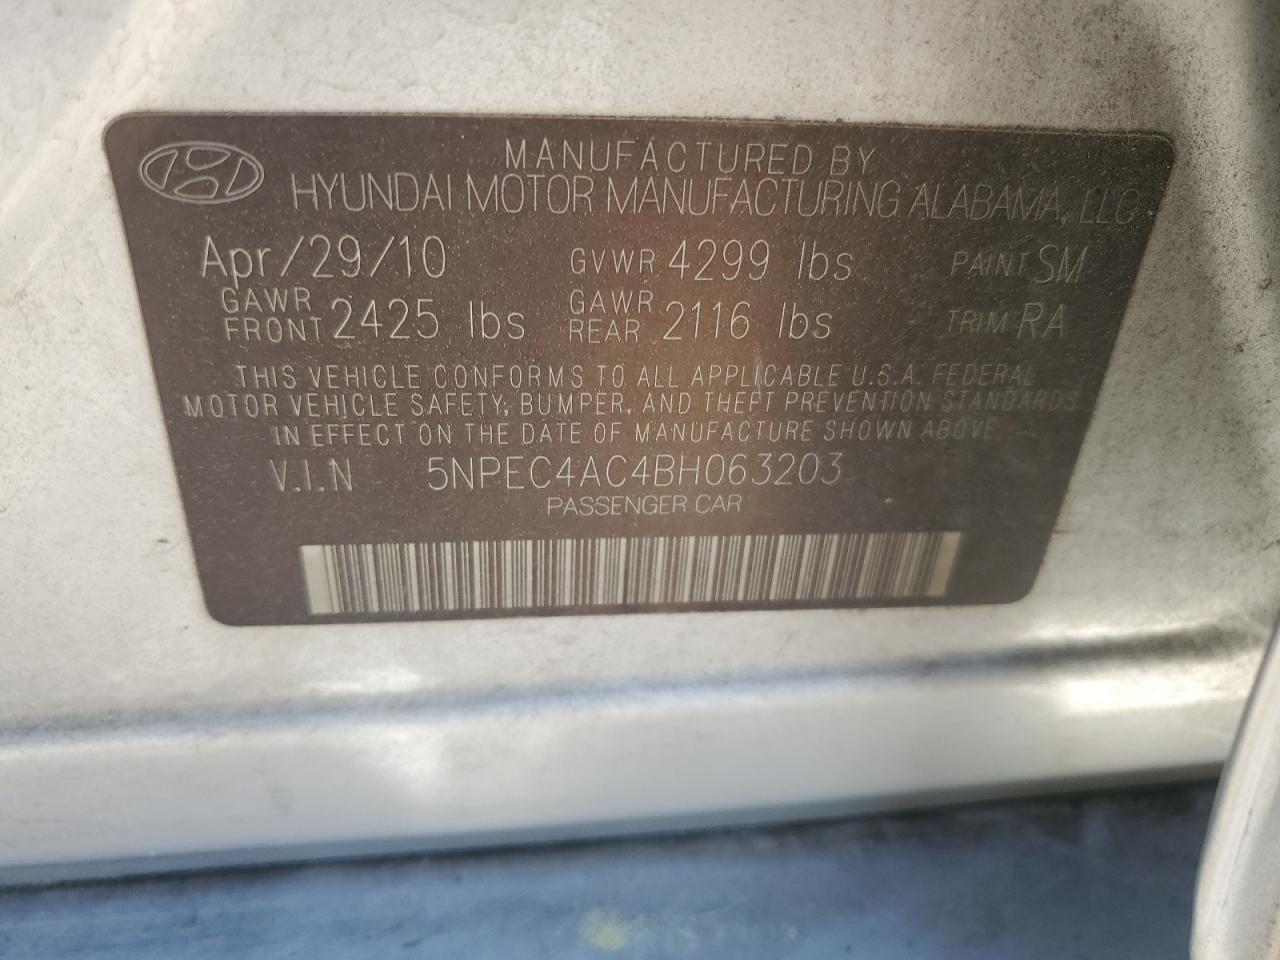 MANUFACTURED BY
HYUNDAI MOTOR MANUFACTURING ALABAMA, LLC
Apr/29/10 GVWR 4299 lbs PAINT SM
GAWR FRONT 2425 lbs GAWR REAR 2116 lbs TRIM RA
THIS VEHICLE CONFORMS TO ALL APPLICABLE U.S.A. FEDERAL
MOTOR VEHICLE SAFETY, BUMPER, AND THEFT PREVENTION STANDARDS
IN EFFECT ON THE DATE OF MANUFACTURE SHOWN ABOVE
V.I.N 5NPEC4AC4BH063203
PASSENGER CAR